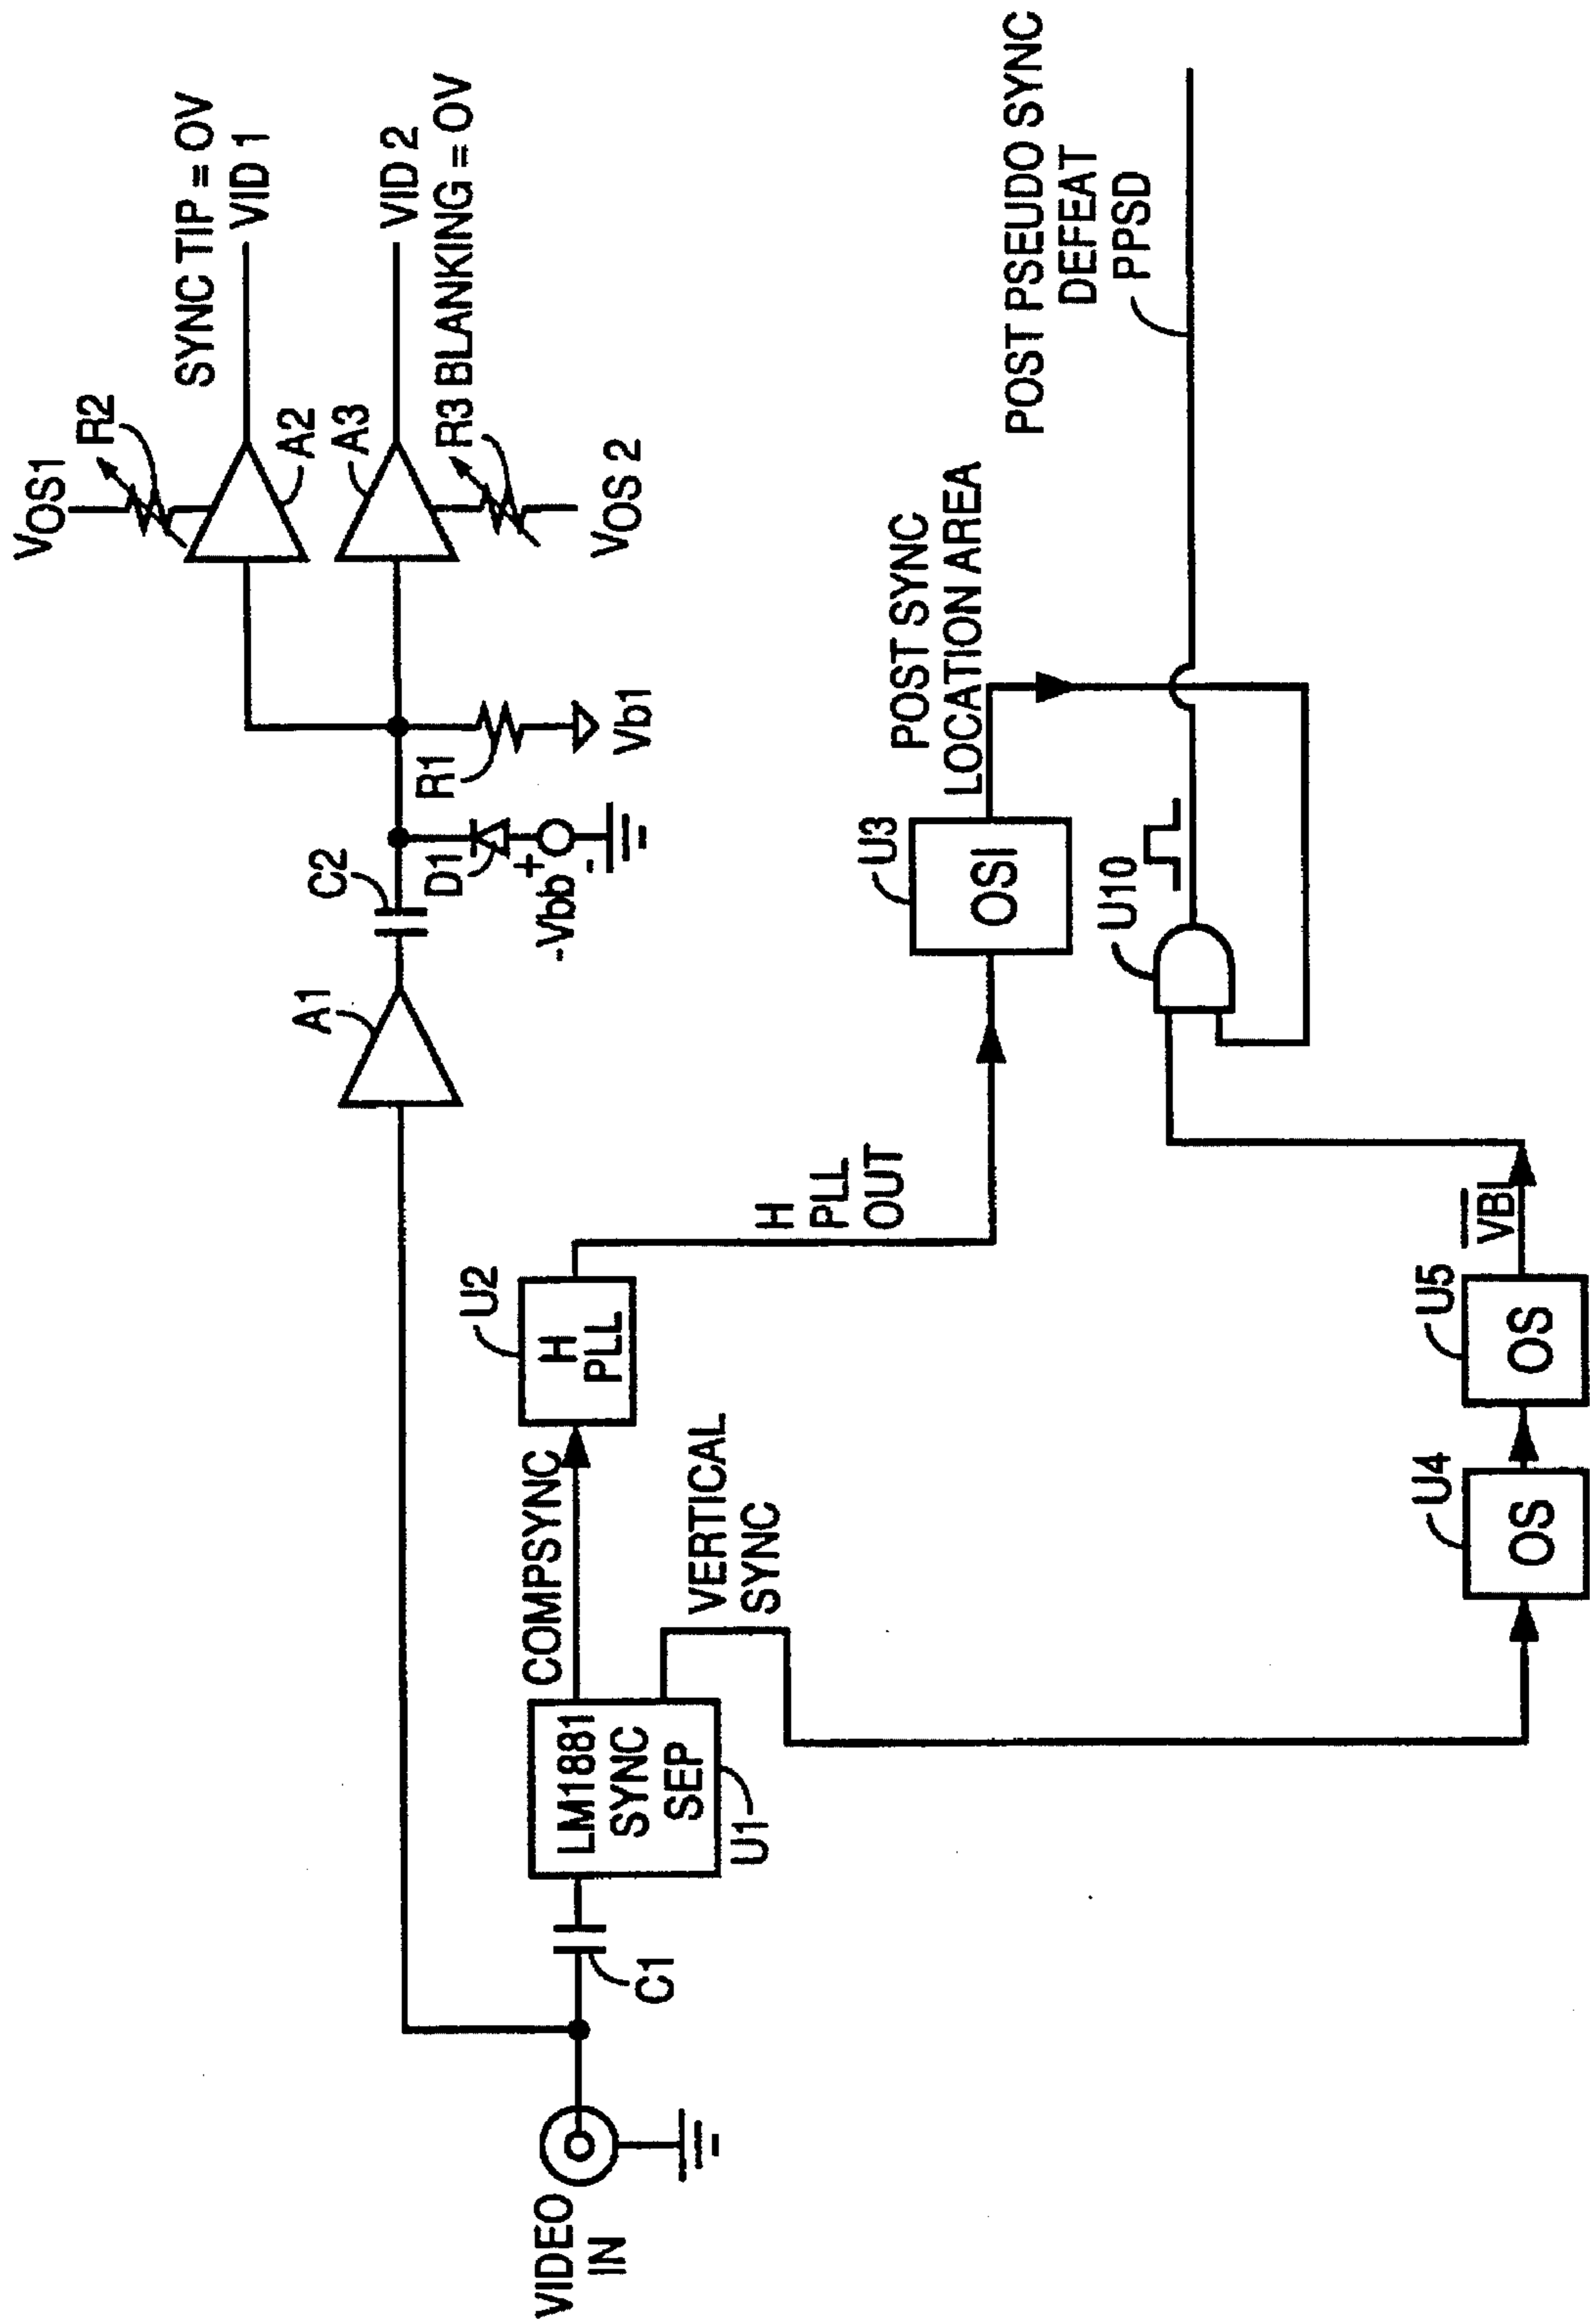 VIDEO
IN
C1
LM1881
SYNC
SEP
U1
COMPSYNC
VERTICAL
SYNC
U2
H
PLL
H
PLL
OUT
A1
C2
D1
+
-Vbb
-
R1
Vb1
VOS1
R2
A2
SYNC TIP = OV
VID 1
A3
VID 2
R3 BLANKING = OV
VOS 2
U3
OSI
POST SYNC
LOCATION AREA
U4
OS
U5
OS
VBI
U10
POST PSEUDO SYNC
DEFEAT
PPSD